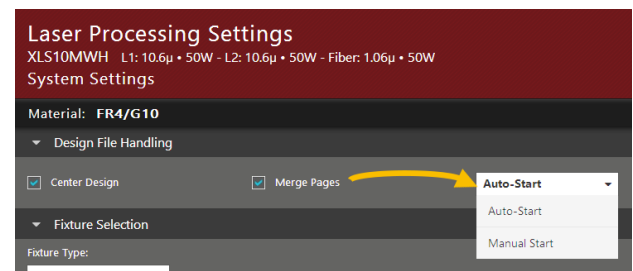 Laser Processing Settings
XLS10MWH L1: 10.6µ • 50W - L2: 10.6µ • 50W - Fiber: 1.06µ • 50W
System Settings
Material: FR4/G10
Design File Handling
Center Design
Merge Pages
Auto-Start
Auto-Start
Manual Start
Fixture Selection
Fixture Type: